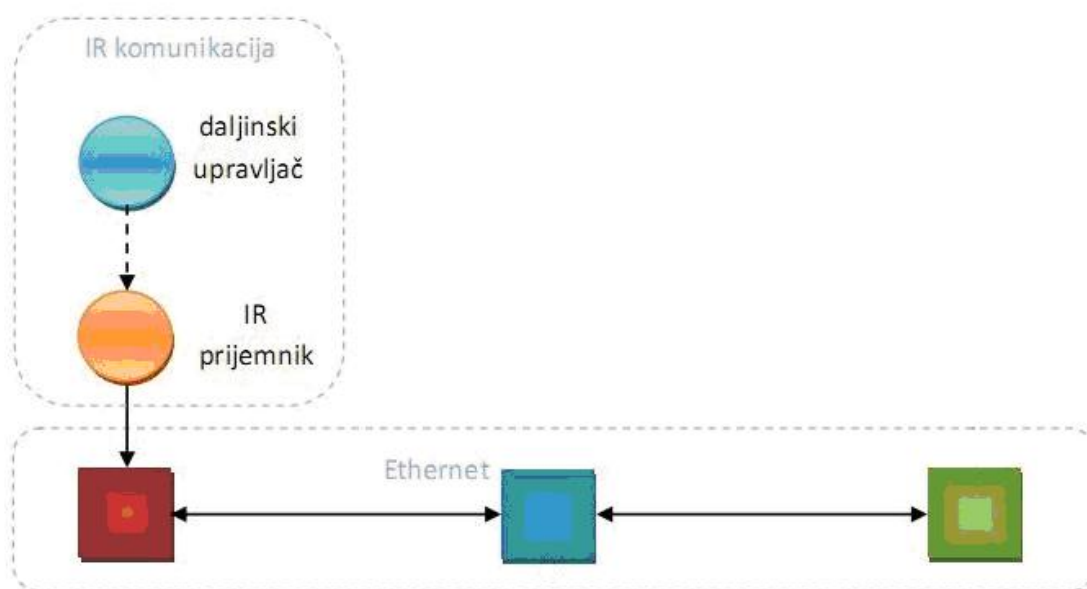 IR komunikacija
daljinski
upravljač
IR
prijemnik
Ethernet